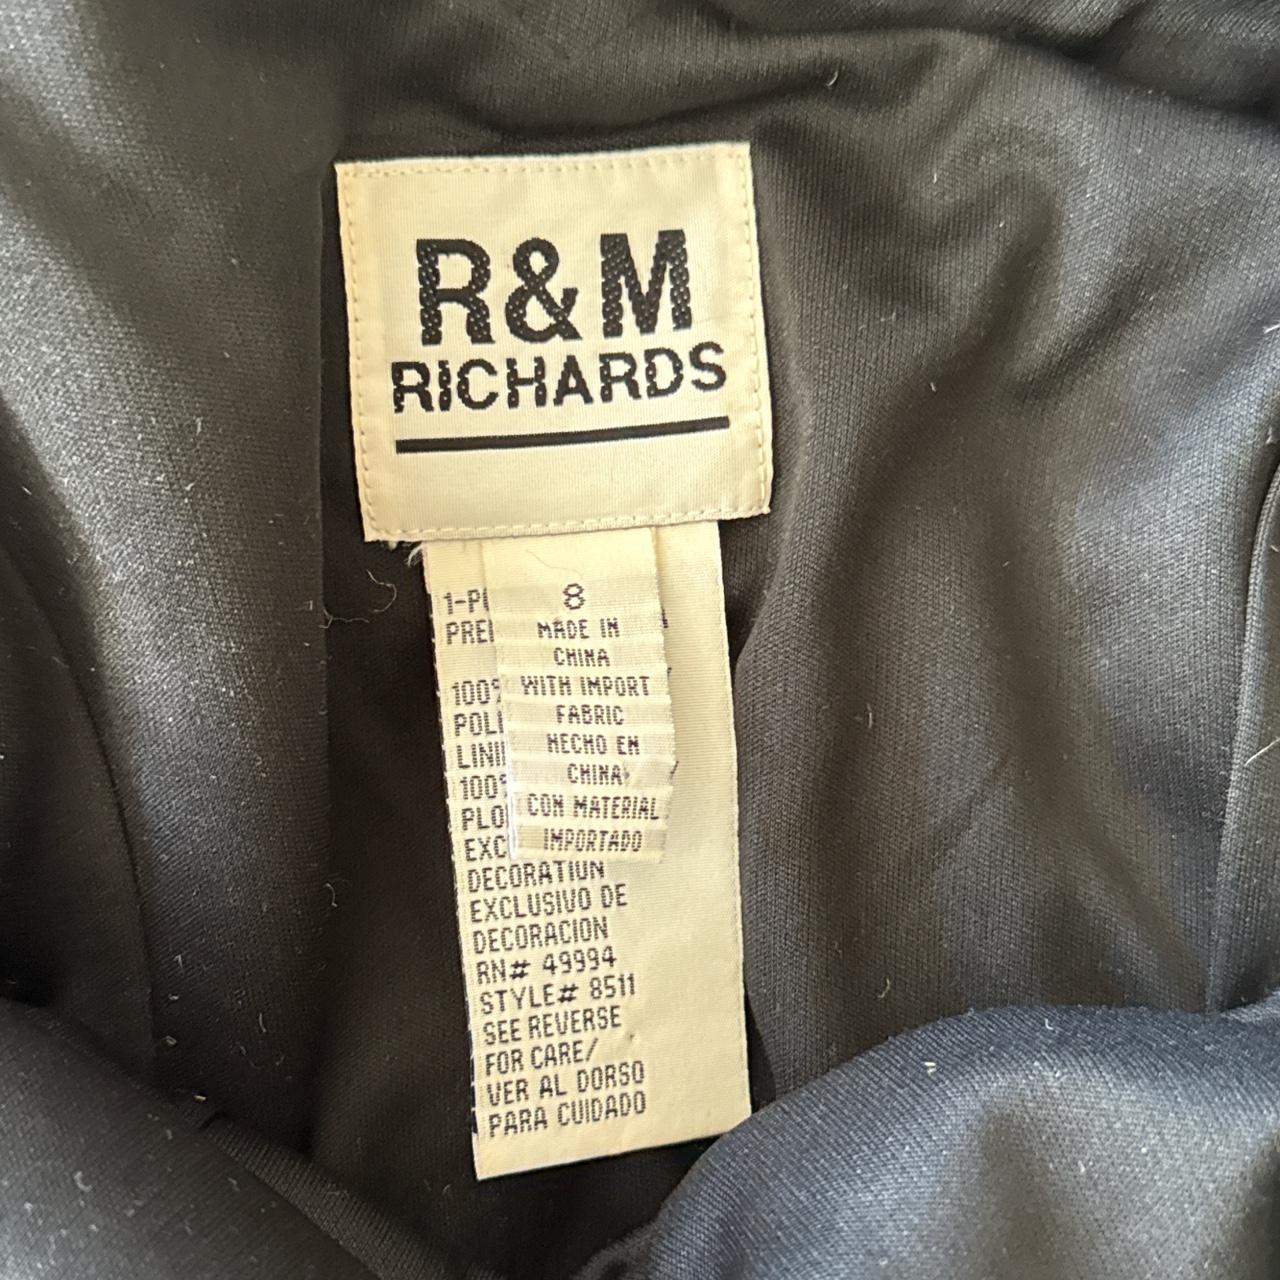 R&M
RICHARDS
8
MADE IN
CHINA
WITH IMPORT
FABRIC
HECHO EN
CHINA
CON MATERIAL
IMPORTADO
DECORATION
EXCLUSIVO DE
DECORACION
RN# 49994
STYLE# 8511
SEE REVERSE
FOR CARE/
VER AL DORSO
PARA CUIDADO